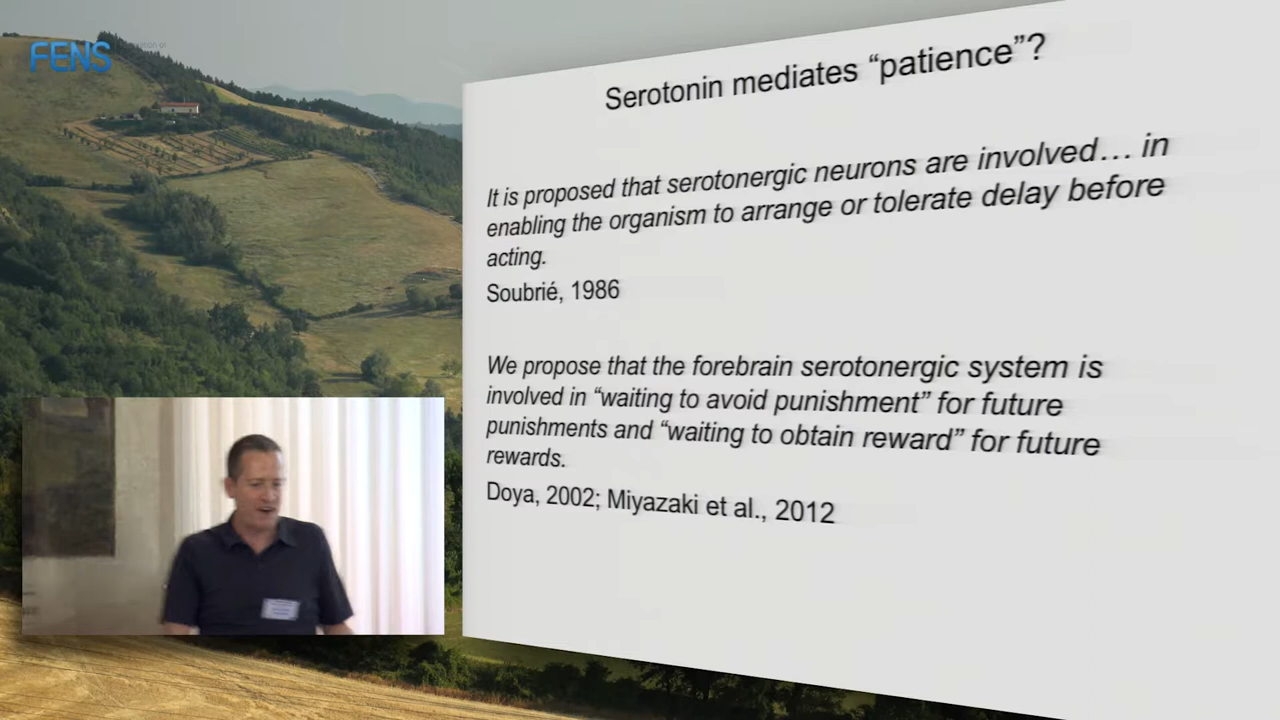 FENS
Serotonin mediates “patience”?
It is proposed that serotonergic neurons are involved… in
enabling the organism to arrange or tolerate delay before
acting.
Soubrié, 1986
We propose that the forebrain serotonergic system is
involved in “waiting to avoid punishment” for future
punishments and “waiting to obtain reward” for future
rewards.
Doya, 2002; Miyazaki et al., 2012